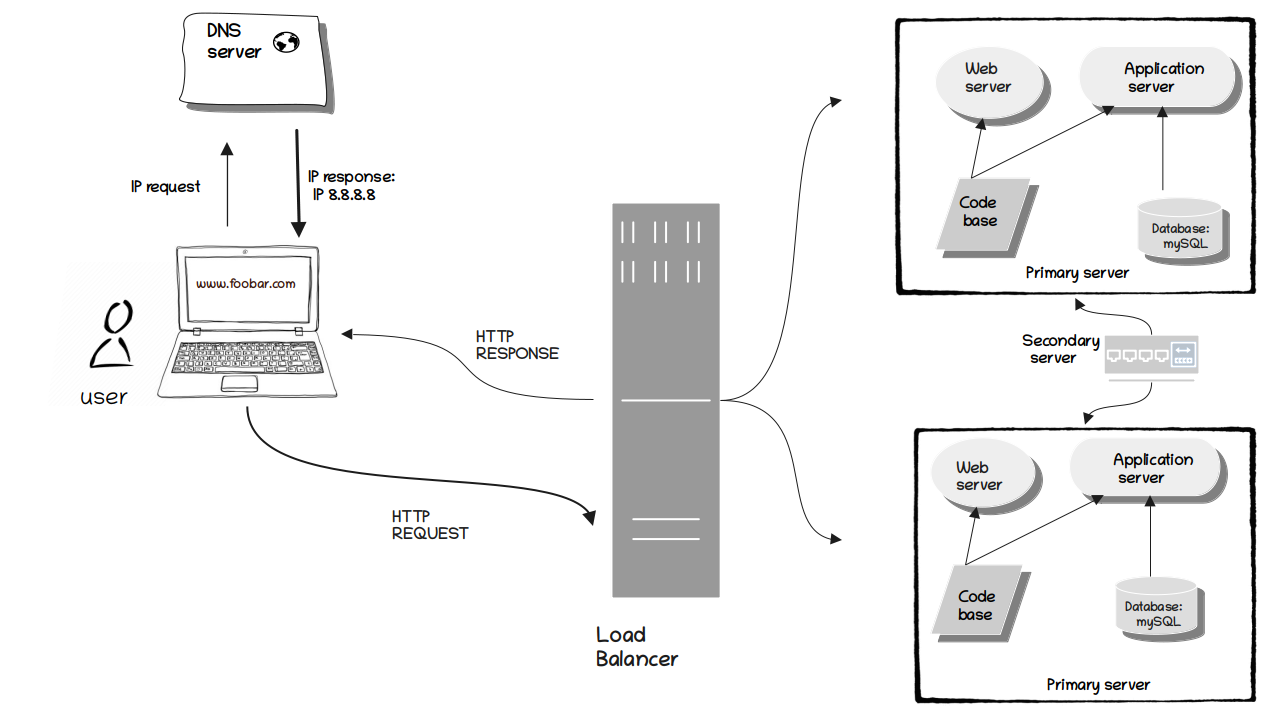 DNS
server
IP request
IP response:
IP 8.8.8.8
www.foobar.com
user
HTTP
RESPONSE
HTTP
REQUEST
Load
Balancer
Web
server
Application
server
Code
base
Database:
mySQL
Primary server
Secondary
server
Web
server
Application
server
Code
base
Database:
mySQL
Primary server